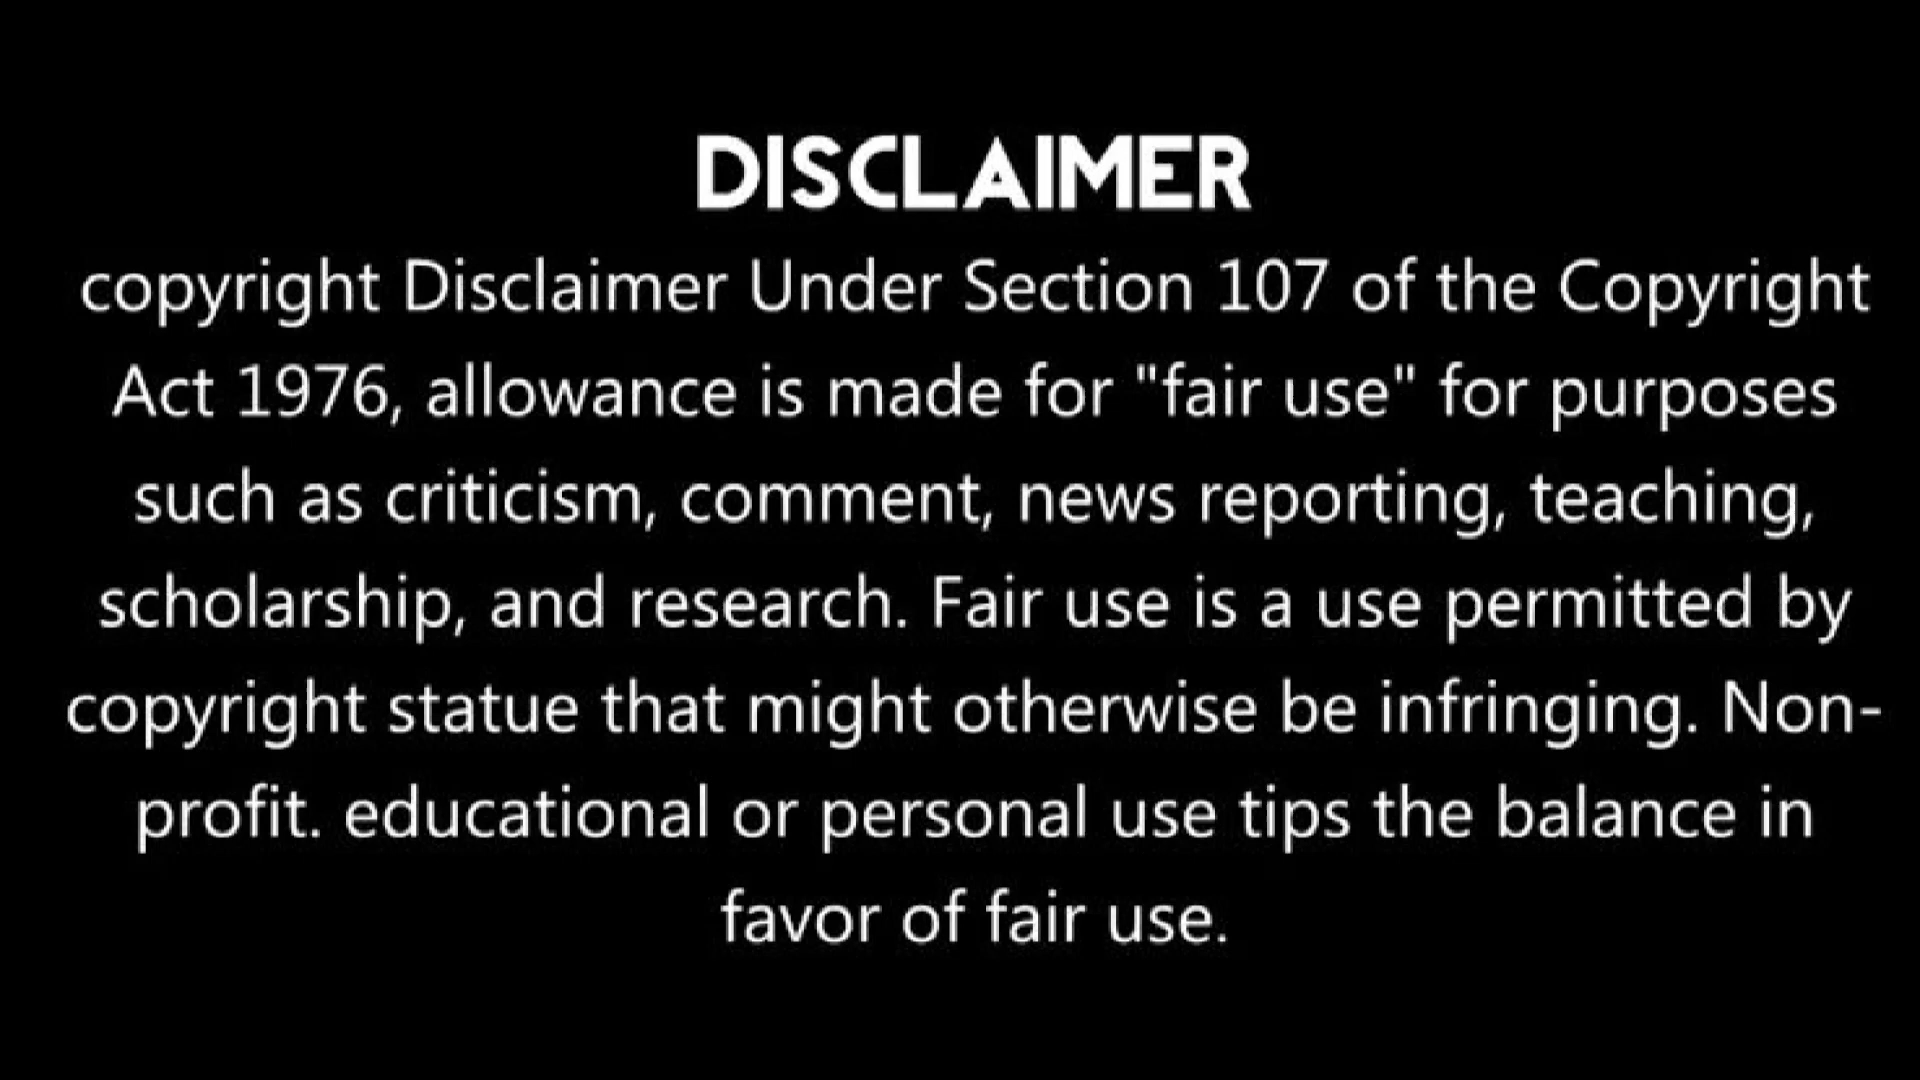 DISCLAIMER
copyright Disclaimer Under Section 107 of the Copyright
Act 1976, allowance is made for "fair use" for purposes
such as criticism, comment, news reporting, teaching,
scholarship, and research. Fair use is a use permitted by
copyright statue that might otherwise be infringing. Non-
profit. educational or personal use tips the balance in
favor of fair use.